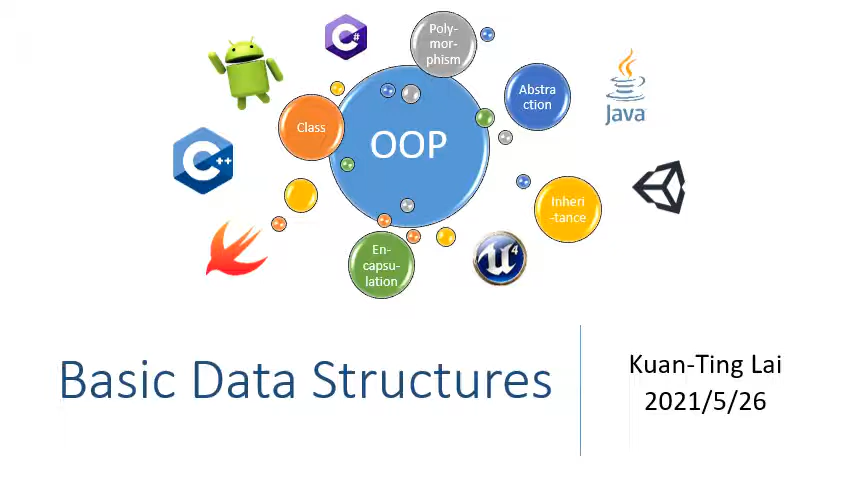 C#
Poly-
mor-
phism
Abstra
ction
Java
Class
OOP
C++
Inheri
-tance
En-
capsu-
lation
U4
Basic Data Structures
Kuan-Ting Lai
2021/5/26